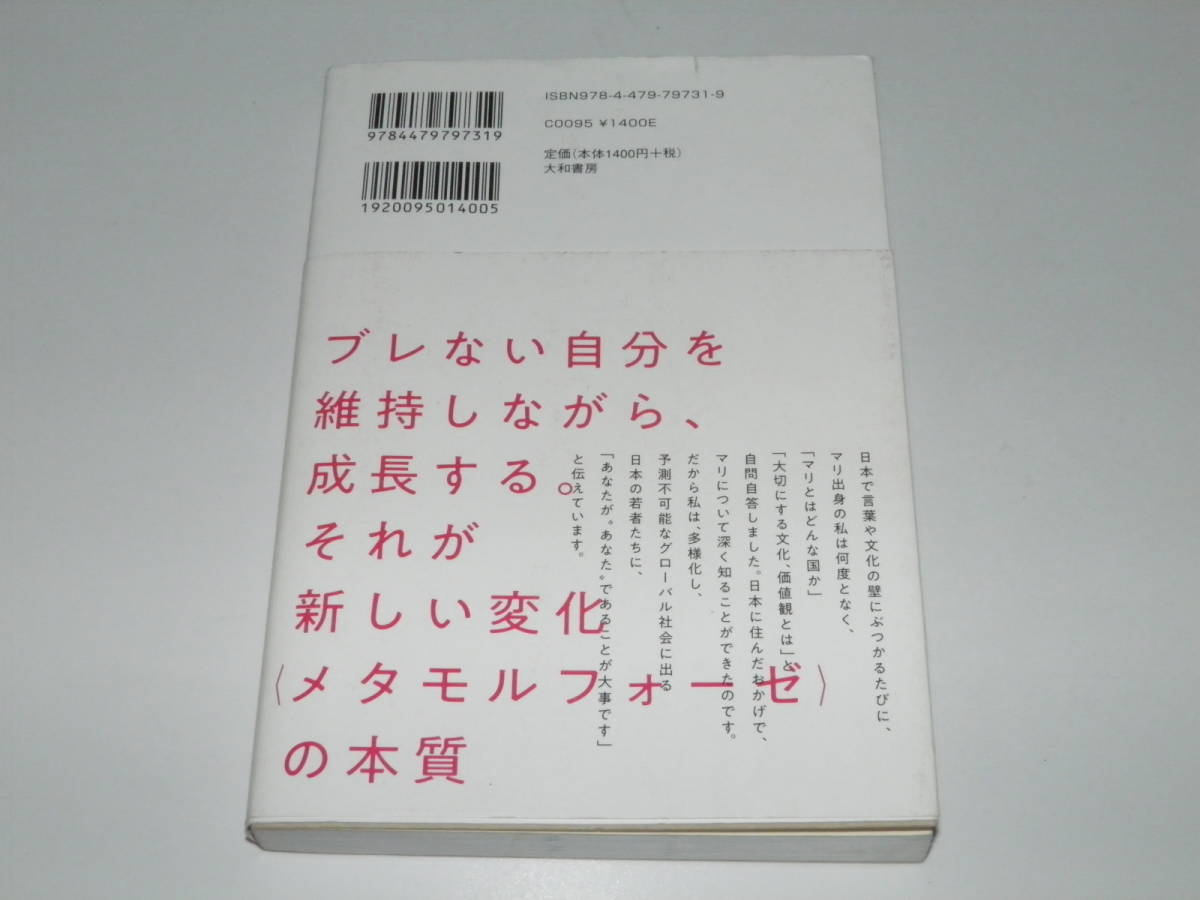 9784479797319
1920095014005
ISBN978-4-479-79731-9
C0095 ¥1400E
定価(本体1400円+税)
大和書房
ブレない自分を
維持しながら、
成長する。
それが
新しい変化
〈メタモルフォーゼ〉
の本質
日本で言葉や文化の壁にぶつかるたびに、
マリ出身の私は何度となく、
「マリとはどんな国か」
「大切にする文化、価値観とは」と
自問自答しました。日本に住んだおかげで、
マリについて深く知ることができたのです。
だから私は、多様化し、
予測不可能なグローバル社会に出る
日本の若者たちに、
「あなたが〝あなた〟であることが大事です」
と伝えています。